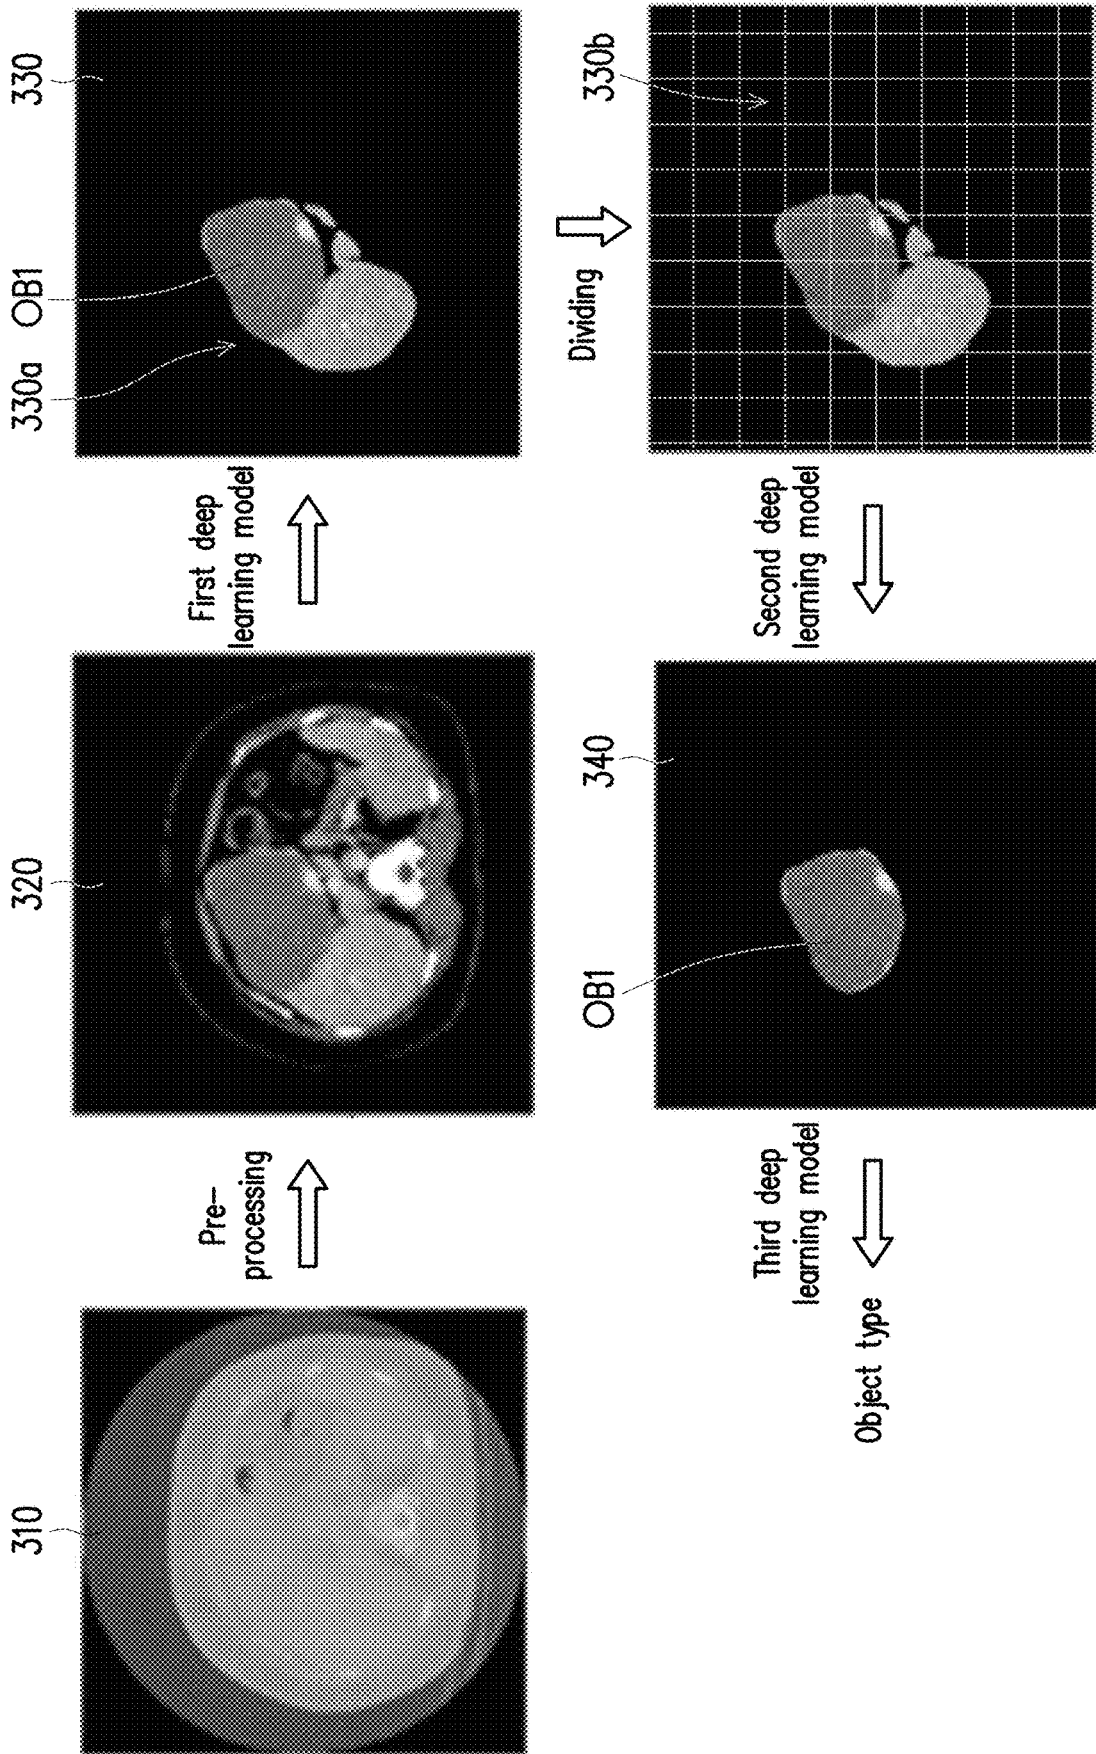 310
Pre-
processing
320
First deep
learning model
330a
OB1
330
Dividing
330b
Second deep
learning model
340
OB1
Third deep
learning model
Object type